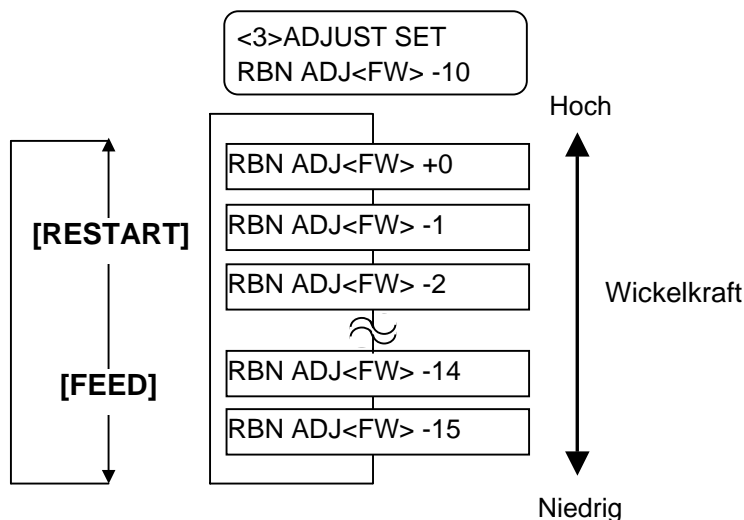 <3>ADJUST SET
RBN ADJ<FW> -10
Hoch
RBN ADJ<FW> +0
[RESTART]
RBN ADJ<FW> -1
RBN ADJ<FW> -2
Wickelkraft
[FEED]
RBN ADJ<FW> -14
RBN ADJ<FW> -15
Niedrig